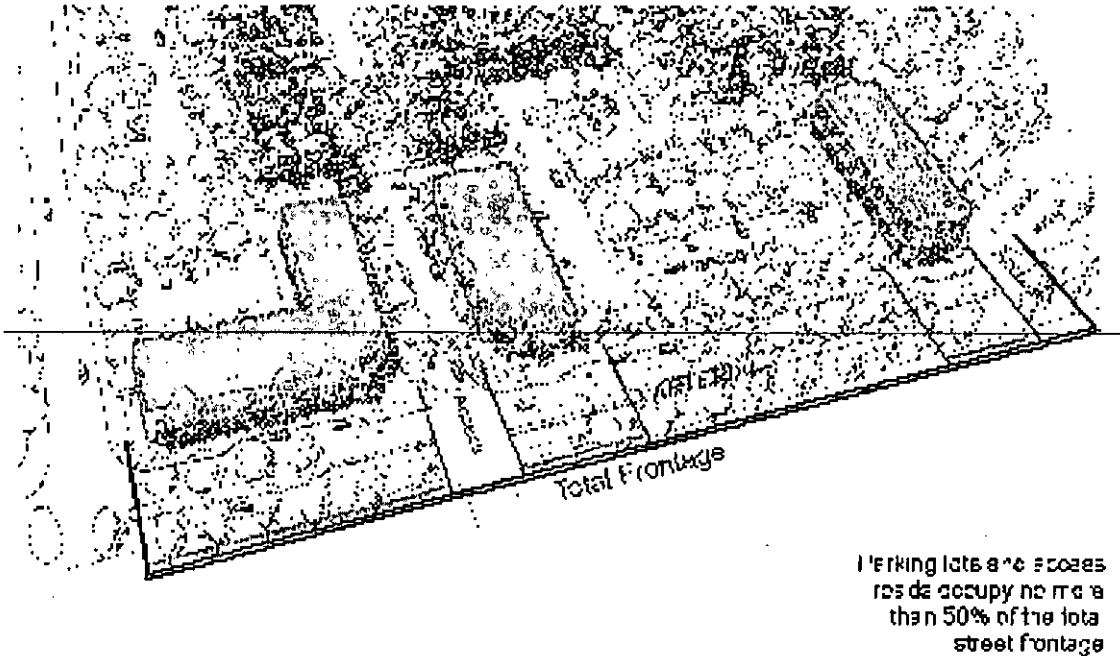 Access
Total Frontage
Parking lots and access
roads occupy no more
than 50% of the total
street frontage